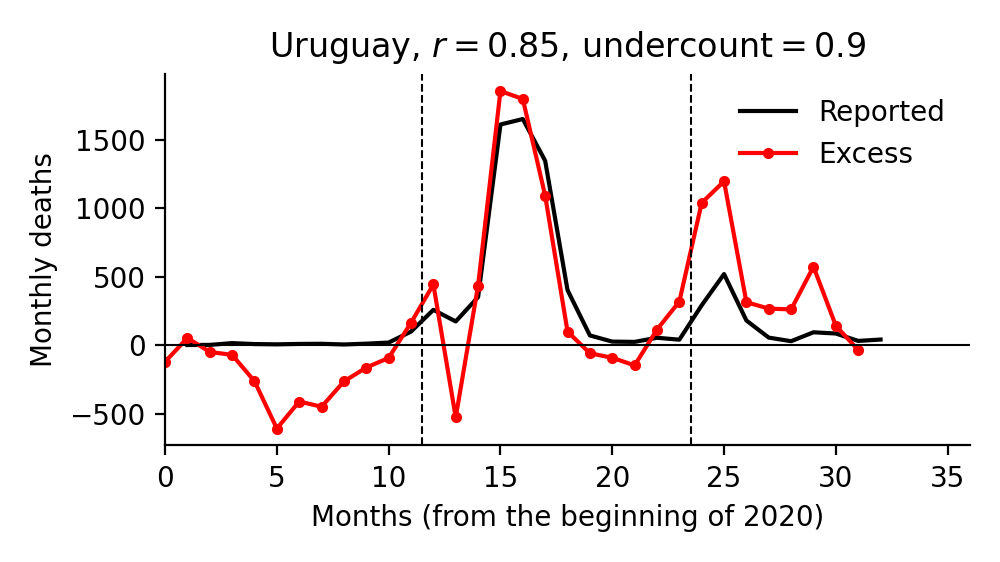 Uruguay, r = 0.85, undercount = 0.9
Reported
Excess
Monthly deaths
1500
1000
500
0
−500
0 5 10 15 20 25 30 35
Months (from the beginning of 2020)